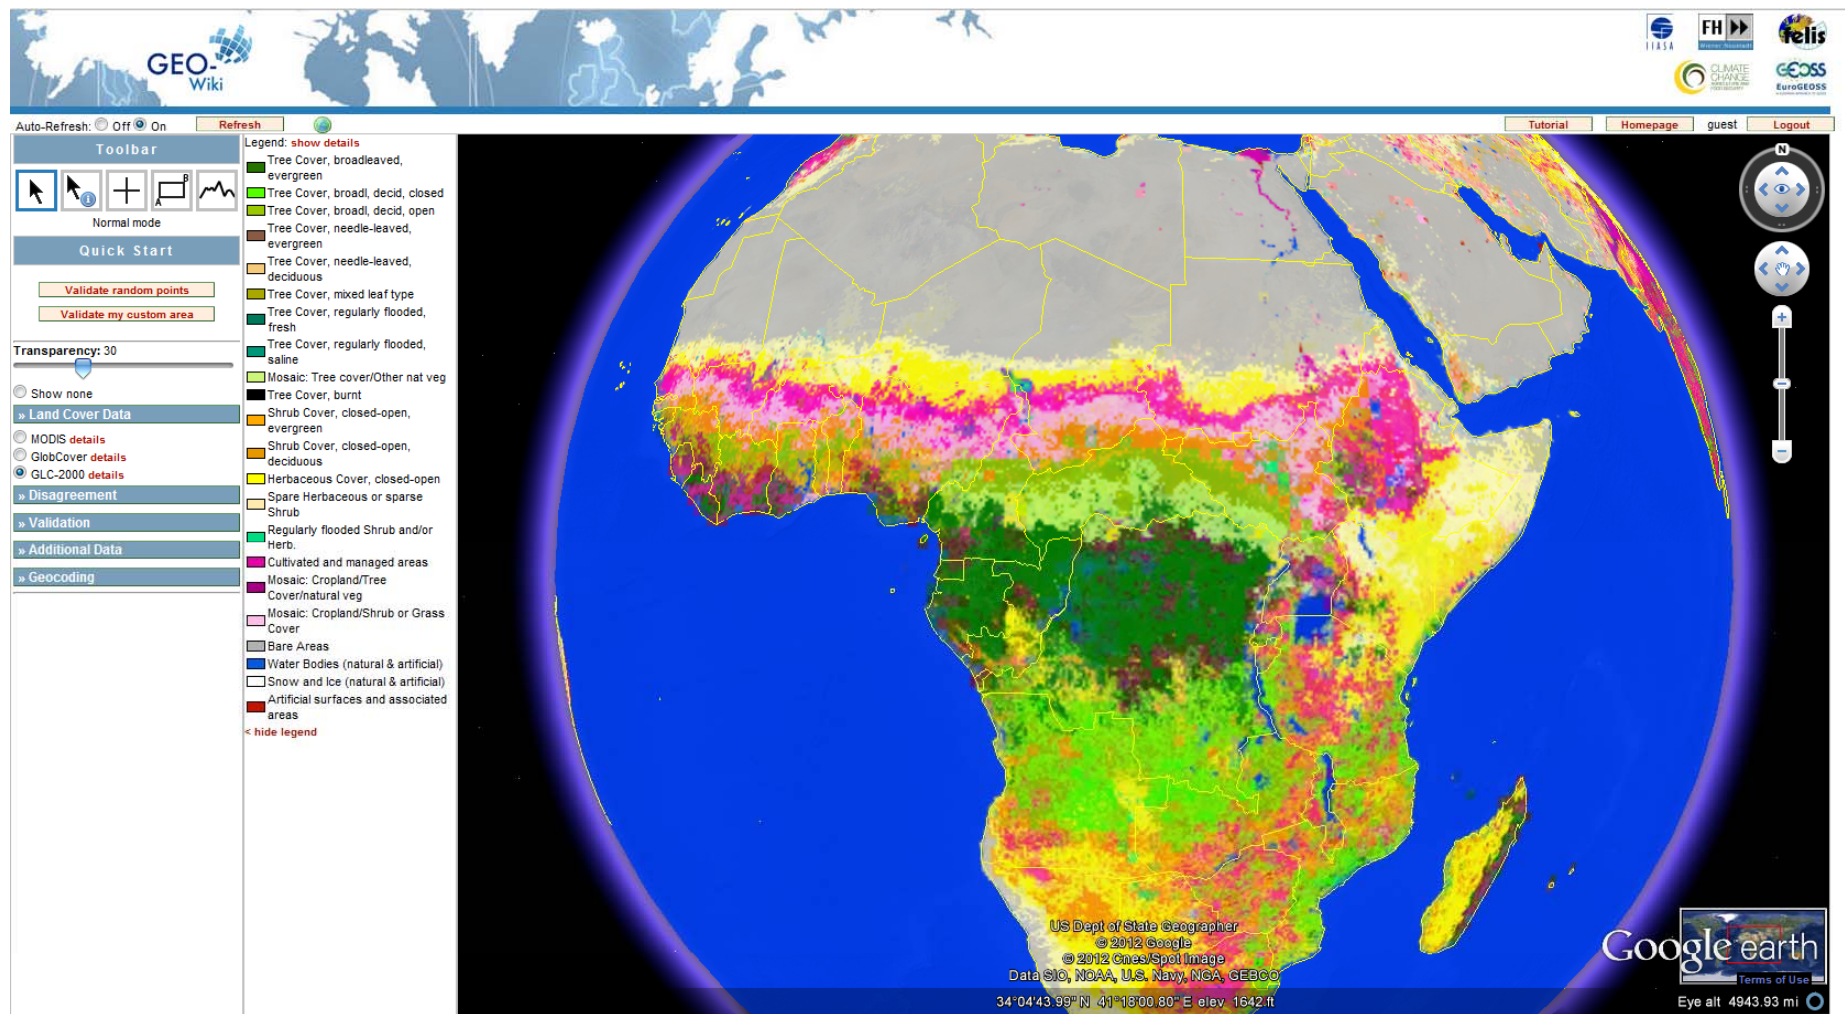 GEO-
Wiki
IIASA
FH
Wiener Neustadt
felis
CLIMATE
CHANGE
GEOSS
EuroGEOSS
Auto-Refresh: Off On Refresh
Tutorial Homepage guest Logout
Toolbar
Normal mode
Quick Start
Validate random points
Validate my custom area
Transparency: 30
Show none
» Land Cover Data
MODIS details
GlobCover details
GLC-2000 details
» Disagreement
» Validation
» Additional Data
» Geocoding
Legend: show details
Tree Cover, broadleaved,
evergreen
Tree Cover, broadl, decid, closed
Tree Cover, broadl, decid, open
Tree Cover, needle-leaved,
evergreen
Tree Cover, needle-leaved,
deciduous
Tree Cover, mixed leaf type
Tree Cover, regularly flooded,
fresh
Tree Cover, regularly flooded,
saline
Mosaic: Tree cover/Other nat veg
Tree Cover, burnt
Shrub Cover, closed-open,
evergreen
Shrub Cover, closed-open,
deciduous
Herbaceous Cover, closed-open
Spare Herbaceous or sparse
Shrub
Regularly flooded Shrub and/or
Herb.
Cultivated and managed areas
Mosaic: Cropland/Tree
Cover/natural veg
Mosaic: Cropland/Shrub or Grass
Cover
Bare Areas
Water Bodies (natural & artificial)
Snow and Ice (natural & artificial)
Artificial surfaces and associated
areas
< hide legend
N
US Dept of State Geographer
© 2012 Google
© 2012 Cnes/Spot Image
Data SIO, NOAA, U.S. Navy, NGA, GEBCO
34°04'43.99" N 41°18'00.80" E elev 1642 ft
Google earth
Terms of Use
Eye alt 4943.93 mi